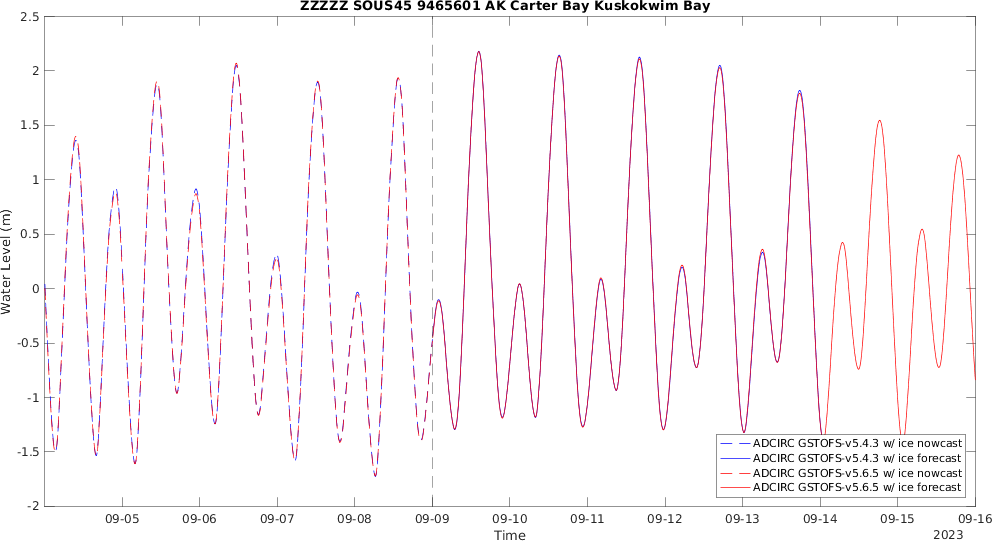 ZZZZZ SOUS45 9465601 AK Carter Bay Kuskokwim Bay
2.5
2
1.5
1
0.5
0
-0.5
-1
-1.5
-2
Water Level (m)
ADCIRC GSTOFS-v5.4.3 w/ ice nowcast
ADCIRC GSTOFS-v5.4.3 w/ ice forecast
ADCIRC GSTOFS-v5.6.5 w/ ice nowcast
ADCIRC GSTOFS-v5.6.5 w/ ice forecast
09-05 09-06 09-07 09-08 09-09 09-10 09-11 09-12 09-13 09-14 09-15 09-16
Time
2023